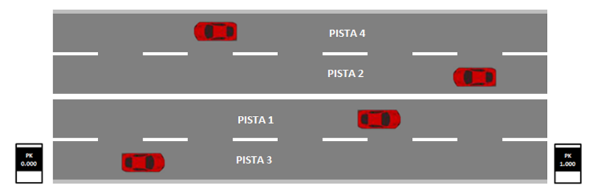 PISTA 4
PISTA 2
PISTA 1
PISTA 3
PK
0.000
PK
1.000